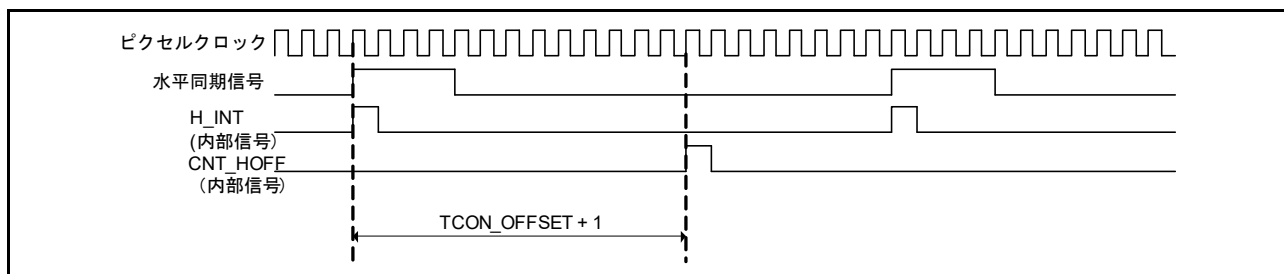 ピクセルクロック
水平同期信号
H_INT
(内部信号)
CNT_HOFF
（内部信号）
TCON_OFFSET + 1